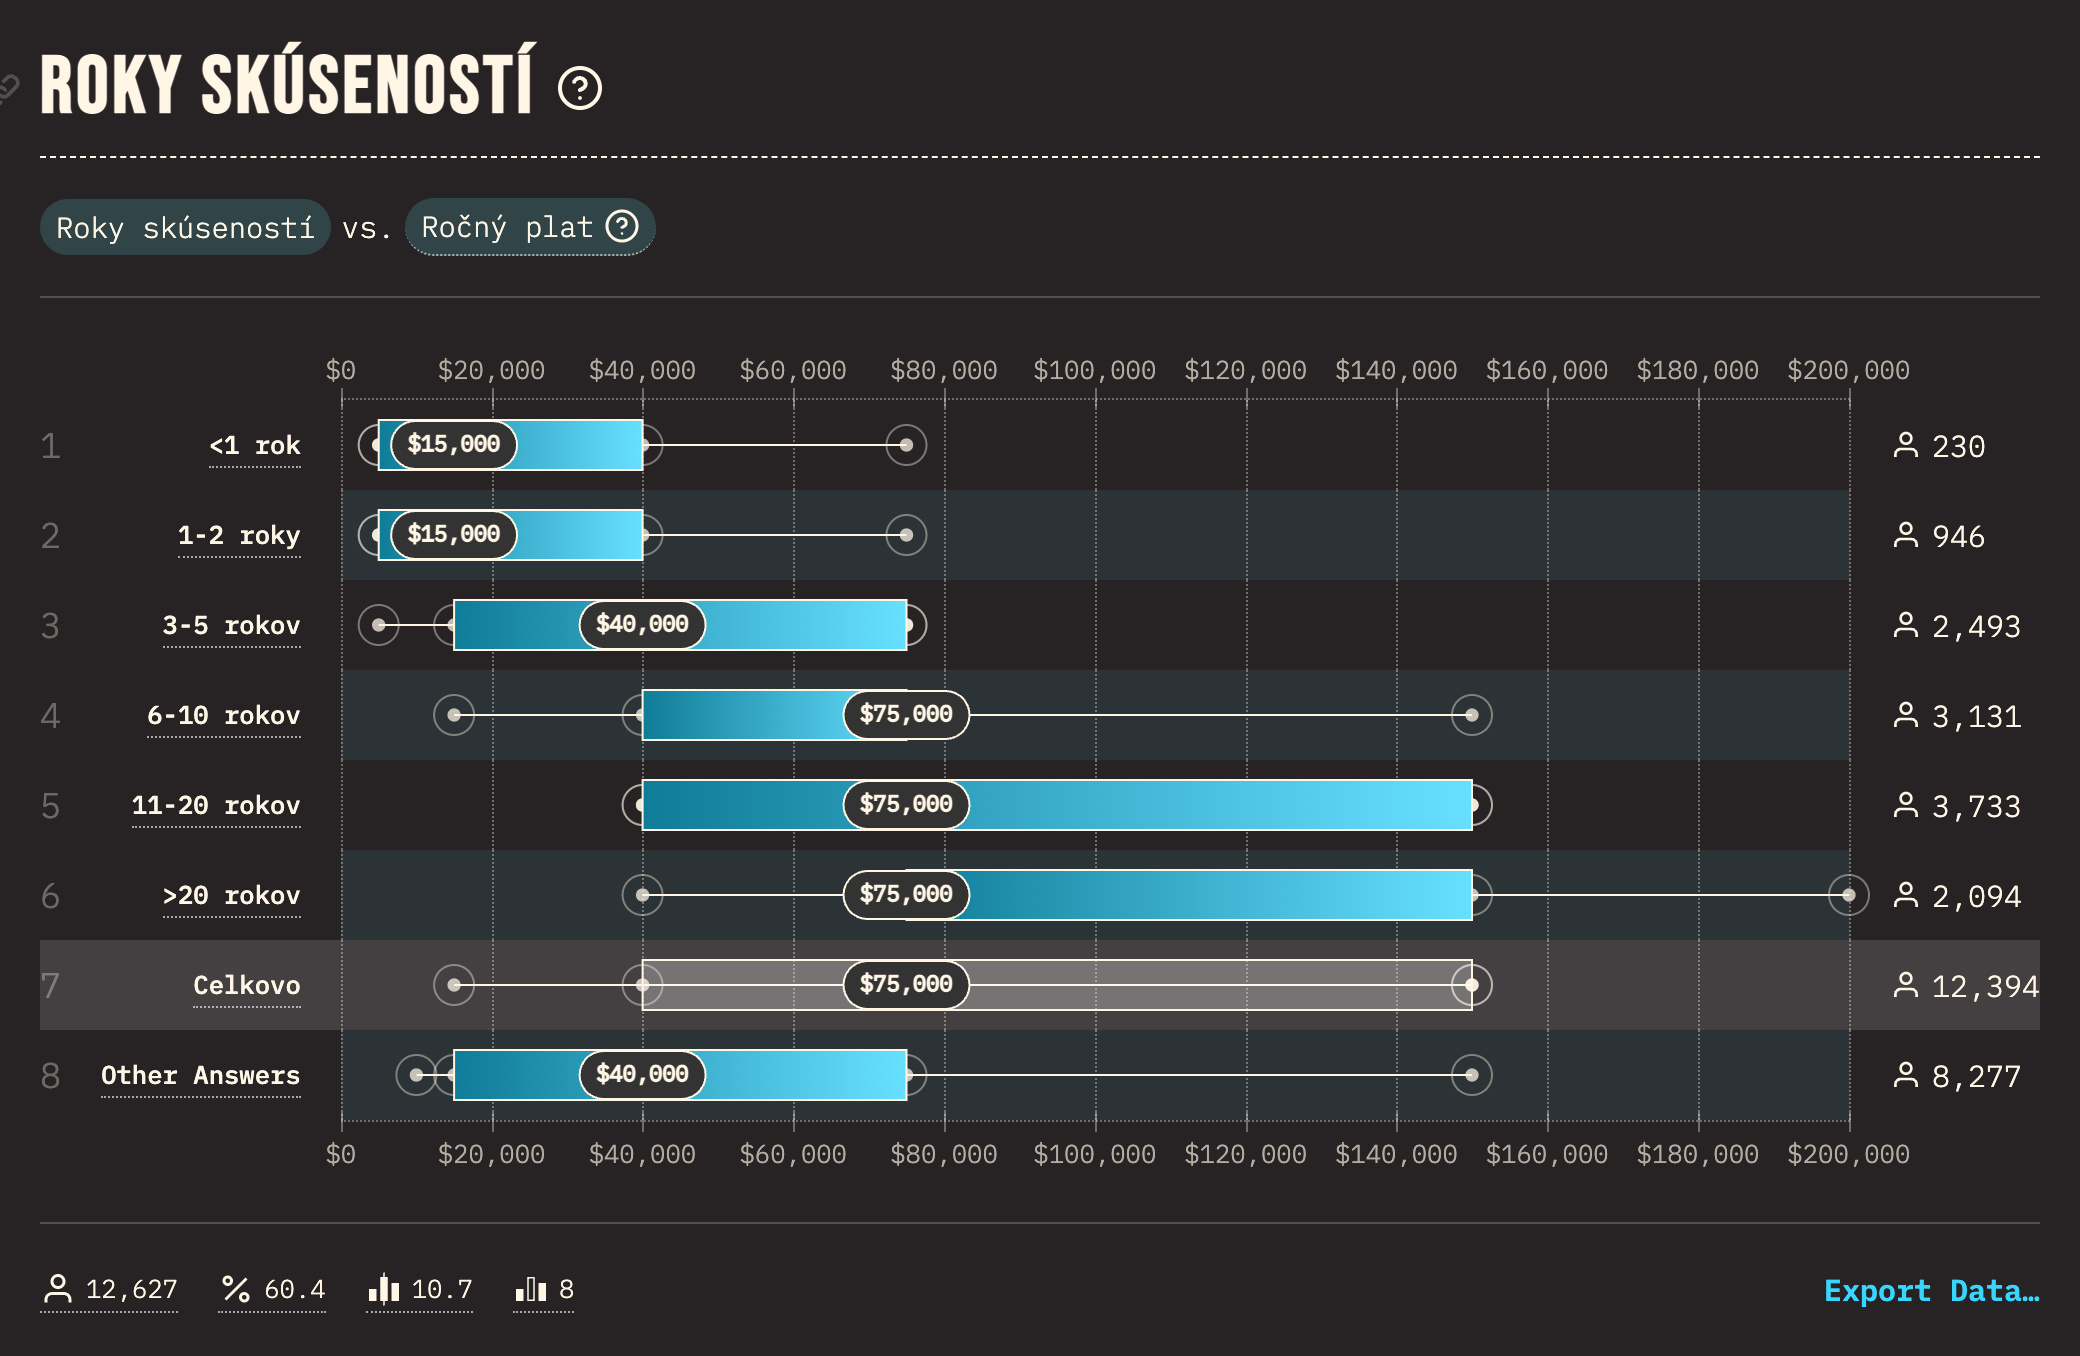 ROKY SKÚSENOSTÍ ?
Roky skúseností vs. Ročný plat ?
$0 $20,000 $40,000 $60,000 $80,000 $100,000 $120,000 $140,000 $160,000 $180,000 $200,000
1 <1 rok $15,000 230
2 1-2 roky $15,000 946
3 3-5 rokov $40,000 2,493
4 6-10 rokov $75,000 3,131
5 11-20 rokov $75,000 3,733
6 >20 rokov $75,000 2,094
7 Celkovo $75,000 12,394
8 Other Answers $40,000 8,277
$0 $20,000 $40,000 $60,000 $80,000 $100,000 $120,000 $140,000 $160,000 $180,000 $200,000
12,627 % 60.4 10.7 8 Export Data…